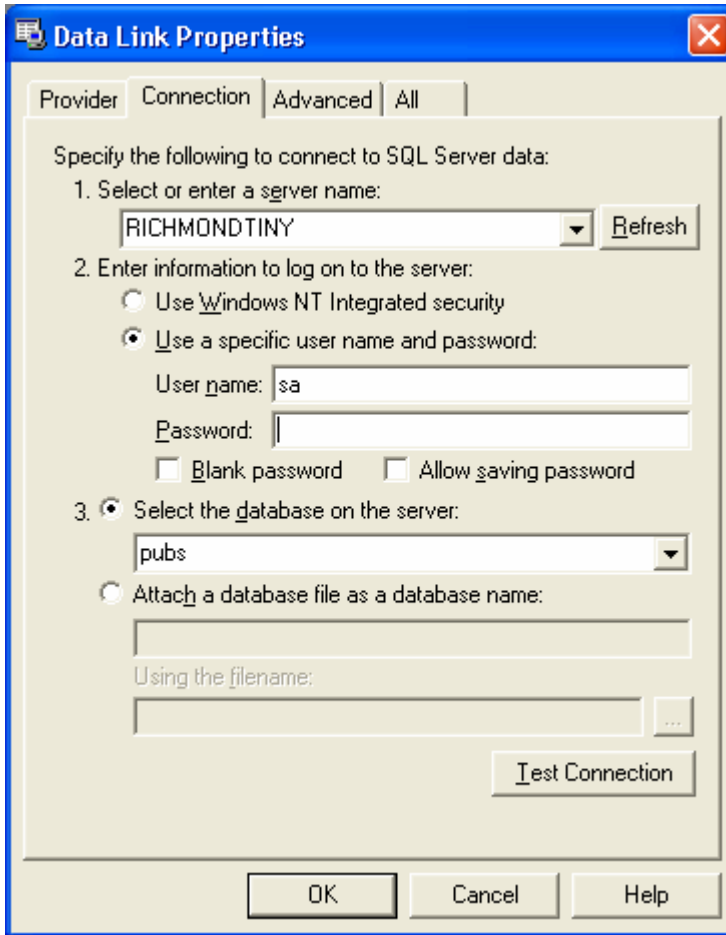 Data Link Properties
Provider Connection Advanced All
Specify the following to connect to SQL Server data:
1. Select or enter a server name:
RICHMONDTINY Refresh
2. Enter information to log on to the server:
Use Windows NT Integrated security
Use a specific user name and password:
User name: sa
Password:
Blank password Allow saving password
3. Select the database on the server:
pubs
Attach a database file as a database name:
Using the filename:
...
Test Connection
OK Cancel Help